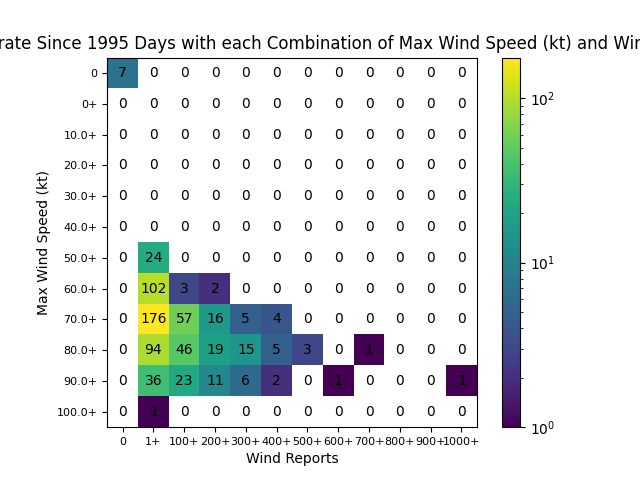 rate Since 1995 Days with each Combination of Max Wind Speed (kt) and Wi
0 7 0 0 0 0 0 0 0 0 0 0 0
0+ 0 0 0 0 0 0 0 0 0 0 0 0
10.0+ 0 0 0 0 0 0 0 0 0 0 0 0
20.0+ 0 0 0 0 0 0 0 0 0 0 0 0
30.0+ 0 0 0 0 0 0 0 0 0 0 0 0
40.0+ 0 0 0 0 0 0 0 0 0 0 0 0
50.0+ 0 24 0 0 0 0 0 0 0 0 0 0
60.0+ 0 102 3 2 0 0 0 0 0 0 0 0
70.0+ 0 176 57 16 5 4 0 0 0 0 0 0
80.0+ 0 94 46 19 15 5 3 0 1 0 0 0
90.0+ 0 36 23 11 6 2 0 1 0 0 0 1
100.0+ 0 1 0 0 0 0 0 0 0 0 0 0
0 1+ 100+ 200+ 300+ 400+ 500+ 600+ 700+ 800+ 900+ 1000+
Wind Reports
Max Wind Speed (kt)
10²
10¹
10⁰